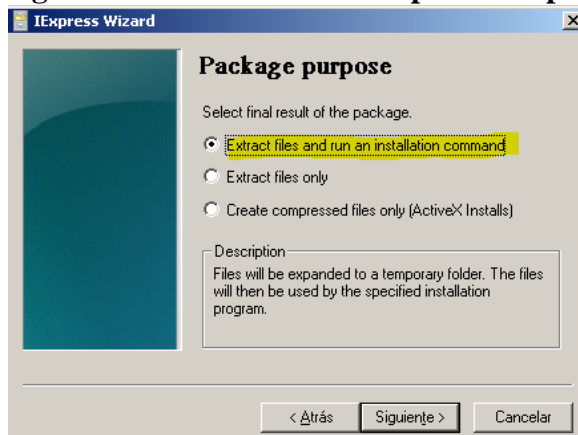 IExpress Wizard
Package purpose
Select final result of the package.
Extract files and run an installation command
Extract files only
Create compressed files only (ActiveX Installs)
Description
Files will be expanded to a temporary folder. The files
will then be used by the specified installation
program.
< Atrás
Siguiente >
Cancelar